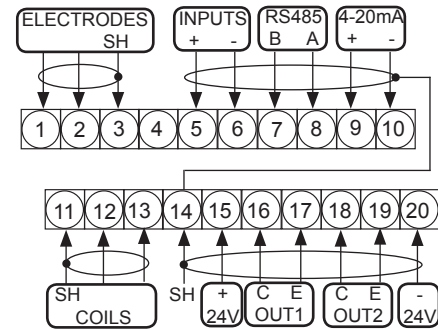 ELECTRODES INPUTS RS485 4-20mA
SH + - B A + -
1 2 3 4 5 6 7 8 9 10
11 12 13 14 15 16 17 18 19 20
SH SH + C E C E -
COILS 24V OUT1 OUT2 24V